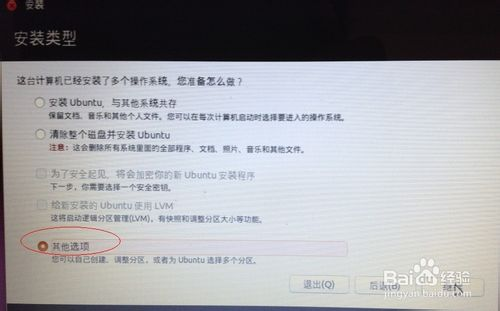 安装
安装类型
这台计算机已经安装了多个操作系统，您准备怎么做？
安装 Ubuntu，与其他系统共存
保留文档、音乐和其他个人文件。您可以在每次计算机启动时选择要进入的操作系统。
清除整个磁盘并安装 Ubuntu
注意：这会删除所有系统里面的全部程序、文档、照片、音乐和其他文件。
为了安全起见，将会加密你的新 Ubuntu 安装程序
下一步，你需要选择一个安全密钥。
给新安装的 Ubuntu 使用 LVM
这将启动逻辑分区管理(LVM)，有快照和调整分区大小等功能。
其他选项
您可以自己创建、调整分区，或者为 Ubuntu 选择多个分区。
退出(Q) 后退(B) 继续
Baidu 经验
jingyan.baidu.com